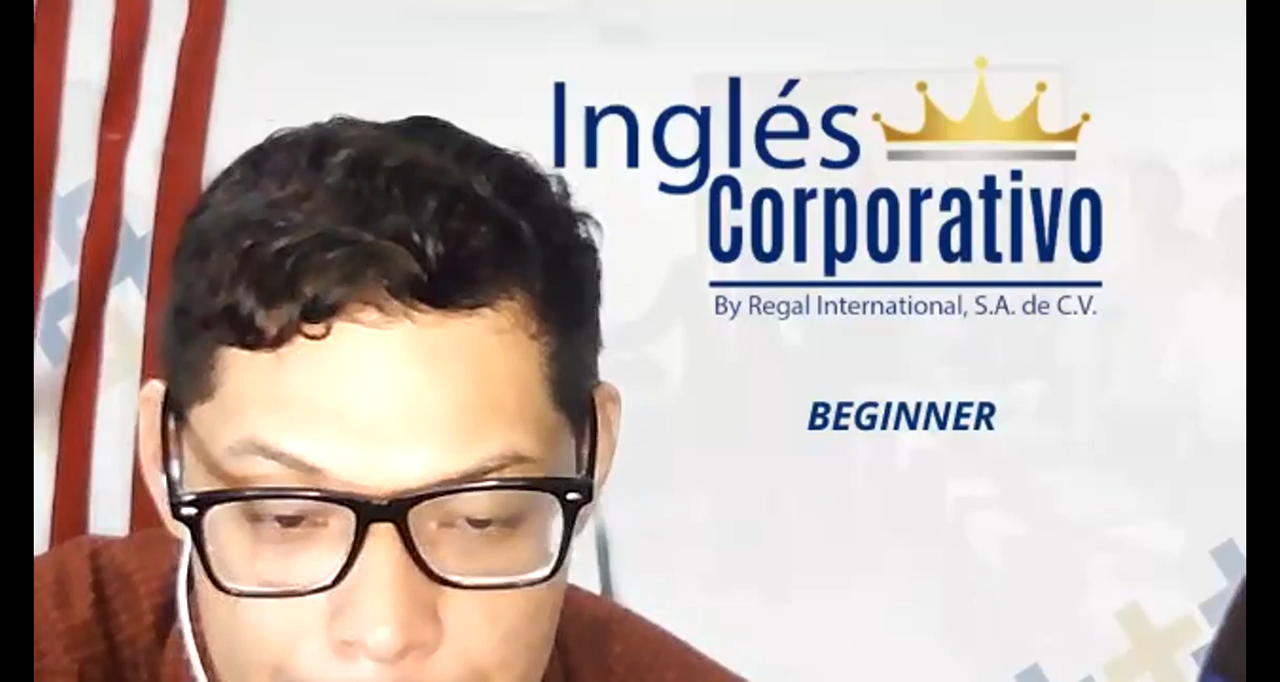 Inglés
Corporativo
By Regal International, S.A. de C.V.
BEGINNER